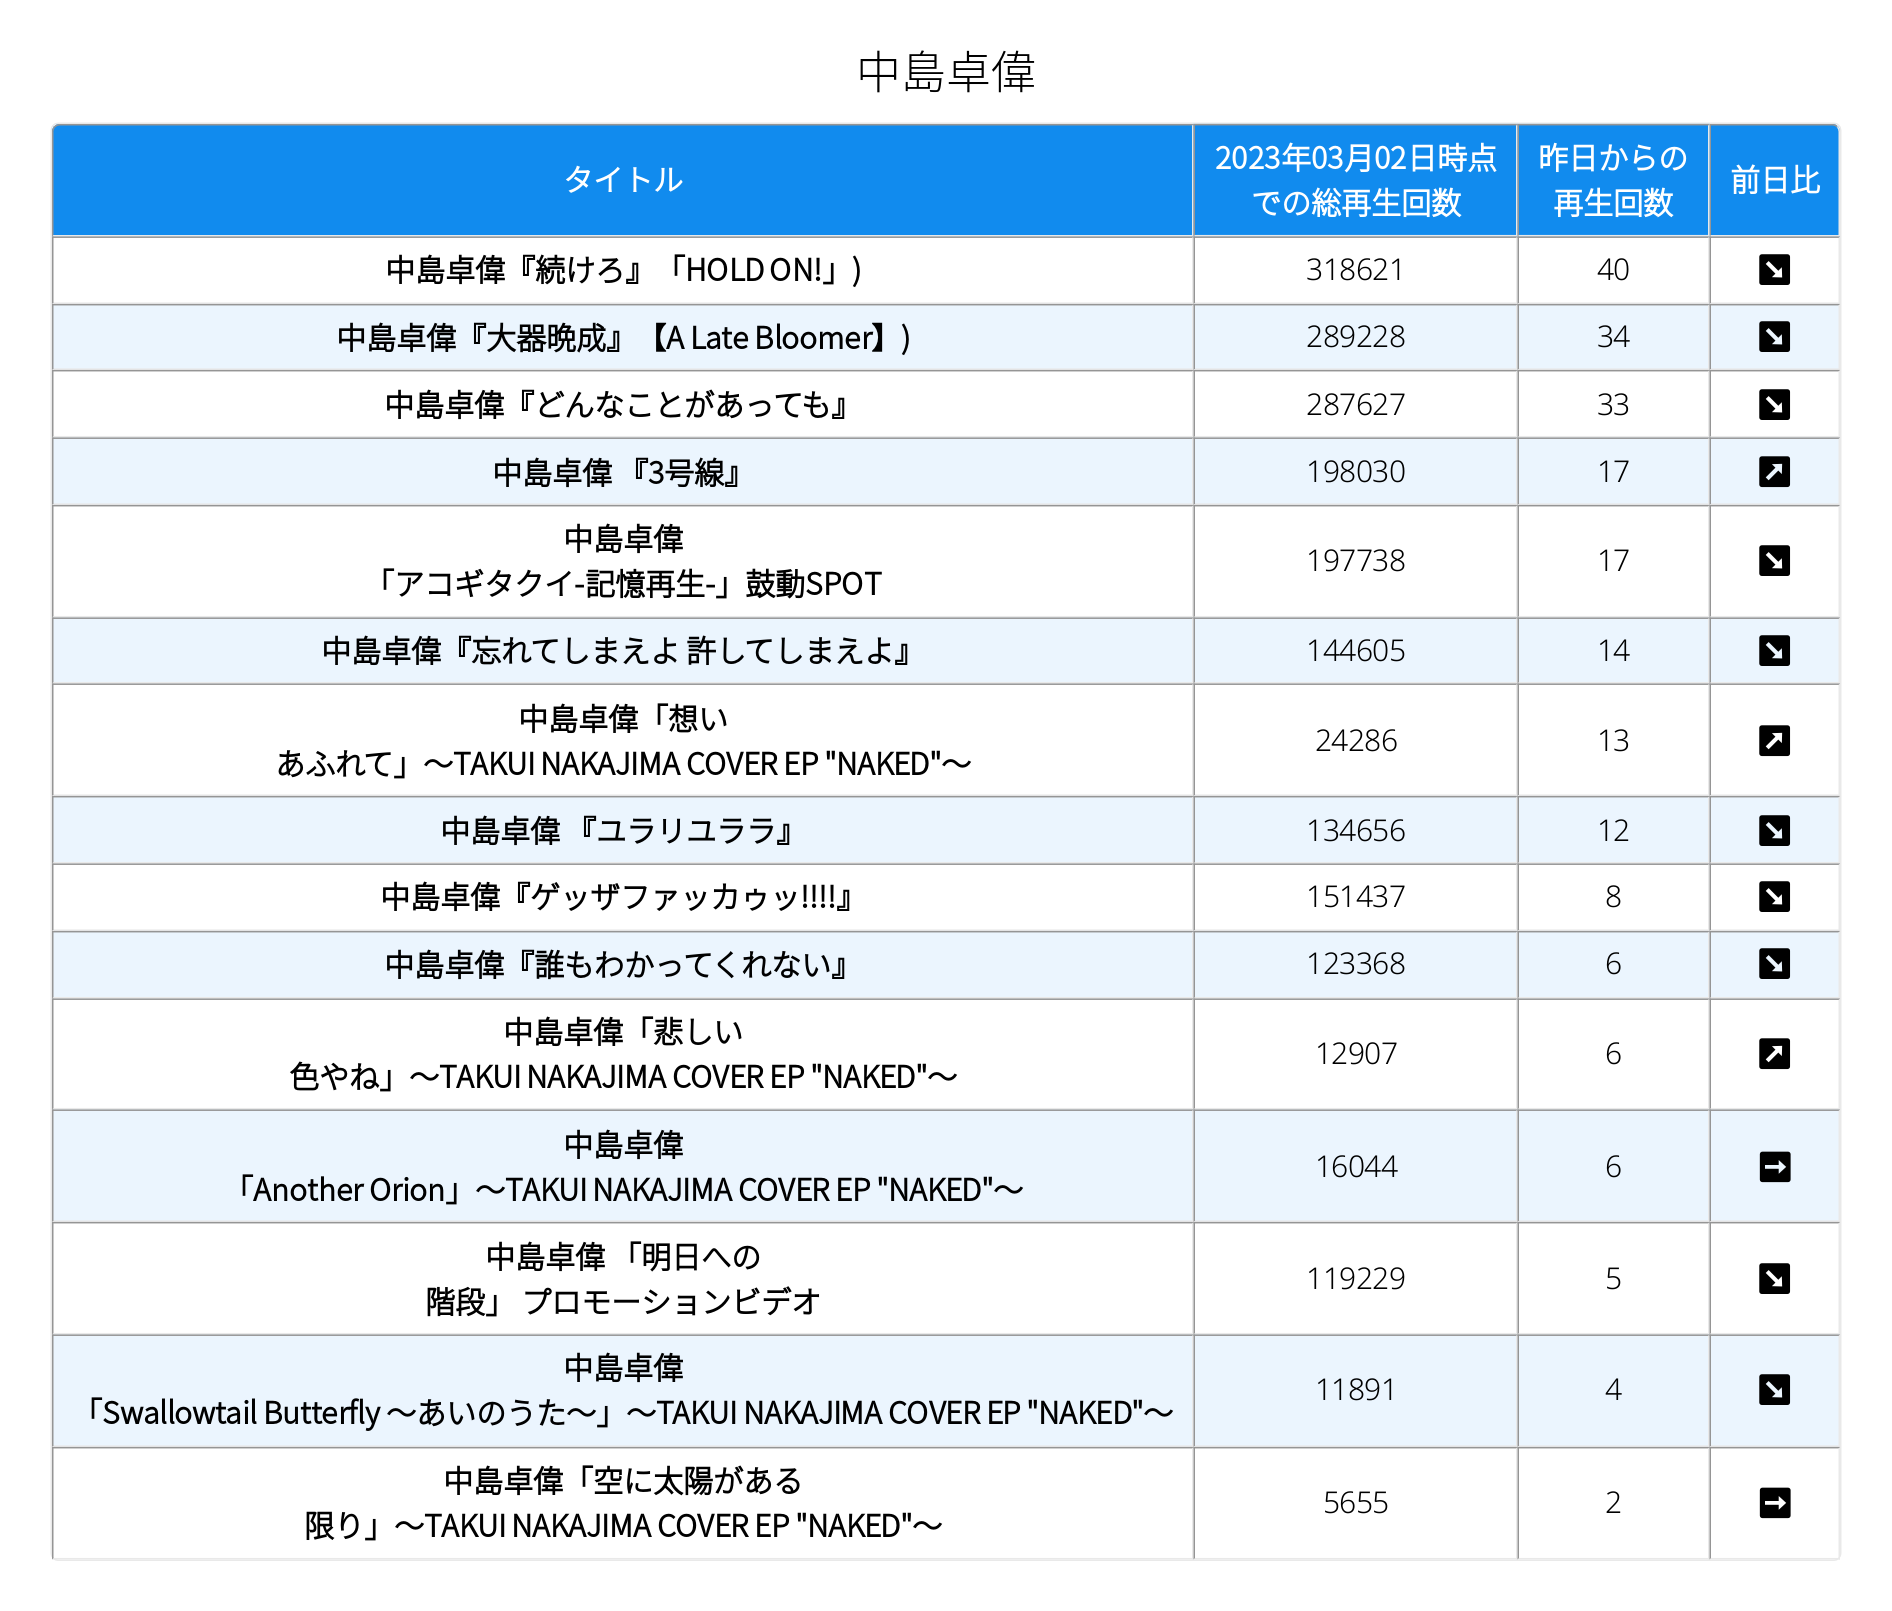 中島卓偉
タイトル
2023年03月02日時点
での総再生回数
昨日からの
再生回数
前日比
中島卓偉『続けろ』「HOLD ON!」)
318621
40
中島卓偉『大器晩成』【A Late Bloomer】)
289228
34
中島卓偉『どんなことがあっても』
287627
33
中島卓偉 『3号線』
198030
17
中島卓偉
「アコギタクイ-記憶再生-」鼓動SPOT
197738
17
中島卓偉『忘れてしまえよ 許してしまえよ』
144605
14
中島卓偉「想い
あふれて」〜TAKUI NAKAJIMA COVER EP "NAKED"〜
24286
13
中島卓偉 『ユラリユララ』
134656
12
中島卓偉『ゲッザファッカゥッ!!!!』
151437
8
中島卓偉『誰もわかってくれない』
123368
6
中島卓偉「悲しい
色やね」〜TAKUI NAKAJIMA COVER EP "NAKED"〜
12907
6
中島卓偉
「Another Orion」〜TAKUI NAKAJIMA COVER EP "NAKED"〜
16044
6
中島卓偉 「明日への
階段」 プロモーションビデオ
119229
5
中島卓偉
「Swallowtail Butterfly 〜あいのうた〜」〜TAKUI NAKAJIMA COVER EP "NAKED"〜
11891
4
中島卓偉「空に太陽がある
限り」〜TAKUI NAKAJIMA COVER EP "NAKED"〜
5655
2